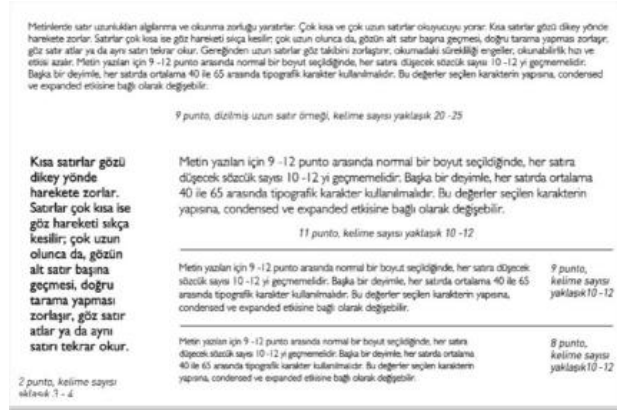 Metinlerde satır uzunlukları algılanma ve okunma zorluğu yaratırlar. Çok kısa ve çok uzun satırlar okuyucuyu yorar. Kısa satırlar gözü dikey yönde
harekete zorlar. Satırlar çok kısa ise göz hareketi sıkça kesilir; çok uzun olunca da, gözün alt satır başına geçmesi, doğru tarama yapması zorlaşır,
göz satır atlar ya da aynı satırı tekrar okur. Gereğinden uzun satırlar göz takibini zorlaştırır, okumadaki sürekliliği engeller, okunabilirlik hızı ve
etkisi azalır. Metin yazıları için 9 -12 punto arasında normal bir boyut seçildiğinde, her satıra düşecek sözcük sayısı 10 -12 yi geçmemelidir.
Başka bir deyimle, her satırda ortalama 40 ile 65 arasında tipografik karakter kullanılmalıdır. Bu değerler seçilen karakterin yapısına, condensed
ve expanded etkisine bağlı olarak değişebilir.
9 punto, dizilmiş uzun satır örneği, kelime sayısı yaklaşık 20 -25
Kısa satırlar gözü
dikey yönde
harekete zorlar.
Satırlar çok kısa ise
göz hareketi sıkça
kesilir; çok uzun
olunca da, gözün
alt satır başına
geçmesi, doğru
tarama yapması
zorlaşır, göz satır
atlar ya da aynı
satırı tekrar okur.
2 punto, kelime sayısı
aklaşık 3 - 4
Metin yazıları için 9 -12 punto arasında normal bir boyut seçildiğinde, her satıra
düşecek sözcük sayısı 10 -12 yi geçmemelidir. Başka bir deyimle, her satırda ortalama
40 ile 65 arasında tipografik karakter kullanılmalıdır. Bu değerler seçilen karakterin
yapısına, condensed ve expanded etkisine bağlı olarak değişebilir.
11 punto, kelime sayısı yaklaşık 10 -12
Metin yazıları için 9 -12 punto arasında normal bir boyut seçildiğinde, her satıra düşecek
sözcük sayısı 10 -12 yi geçmemelidir. Başka bir deyimle, her satırda ortalama 40 ile 65
arasında tipografik karakter kullanılmalıdır. Bu değerler seçilen karakterin yapısına,
condensed ve expanded etkisine bağlı olarak değişebilir.
9 punto,
kelime sayısı
yaklaşık10 -12
Metin yazıları için 9 -12 punto arasında normal bir boyut seçildiğinde, her satıra
düşecek sözcük sayısı 10 -12 yi geçmemelidir. Başka bir deyimle, her satırda ortalama
40 ile 65 arasında tipografik karakter kullanılmalıdır. Bu değerler seçilen karakterin
yapısına, condensed ve expanded etkisine bağlı olarak değişebilir.
8 punto,
kelime sayısı
yaklaşık10 -12